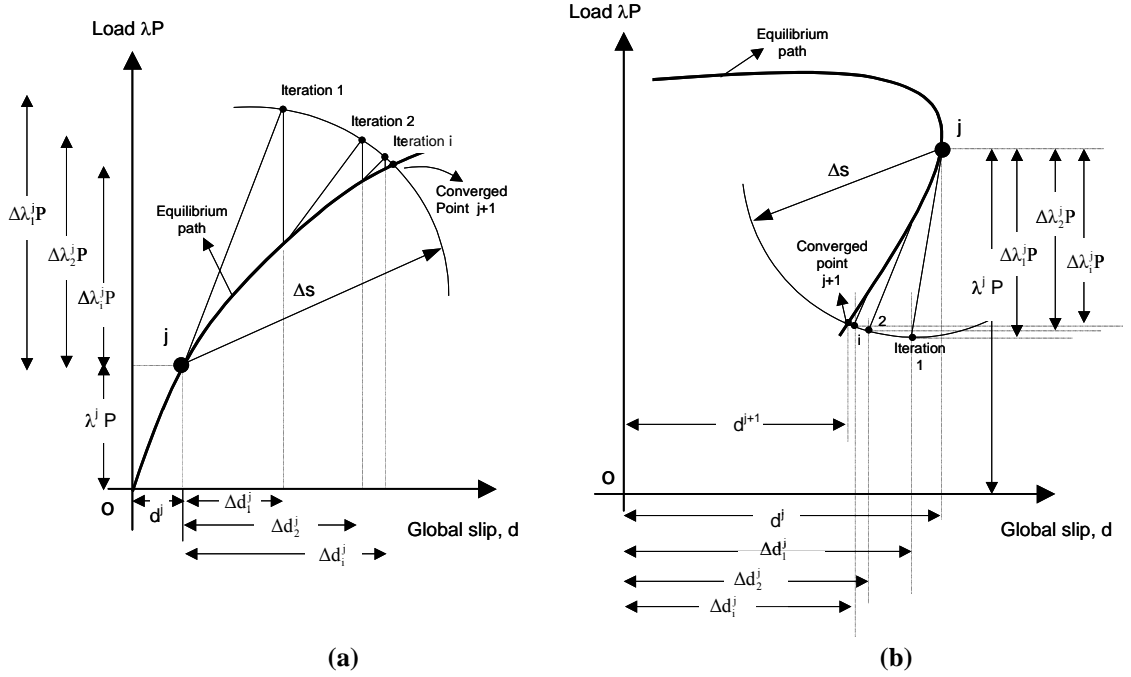 Load λP
Iteration 1
Iteration 2
Iteration i
Converged
Point j+1
Equilibrium
path
Δs
j
Δλ₁ʲP
Δλ₂ʲP
ΔλᵢʲP
λʲ P
O
dʲ
Δd₁ʲ
Δd₂ʲ
Δdᵢʲ
Global slip, d
(a)
Load λP
Equilibrium
path
j
Δs
Converged
point
j+1
2
i
Iteration
1
λʲ P
Δλ₁ʲP
Δλ₂ʲP
ΔλᵢʲP
dʲ⁺¹
O
dʲ
Global slip, d
Δd₁ʲ
Δd₂ʲ
Δdᵢʲ
(b)